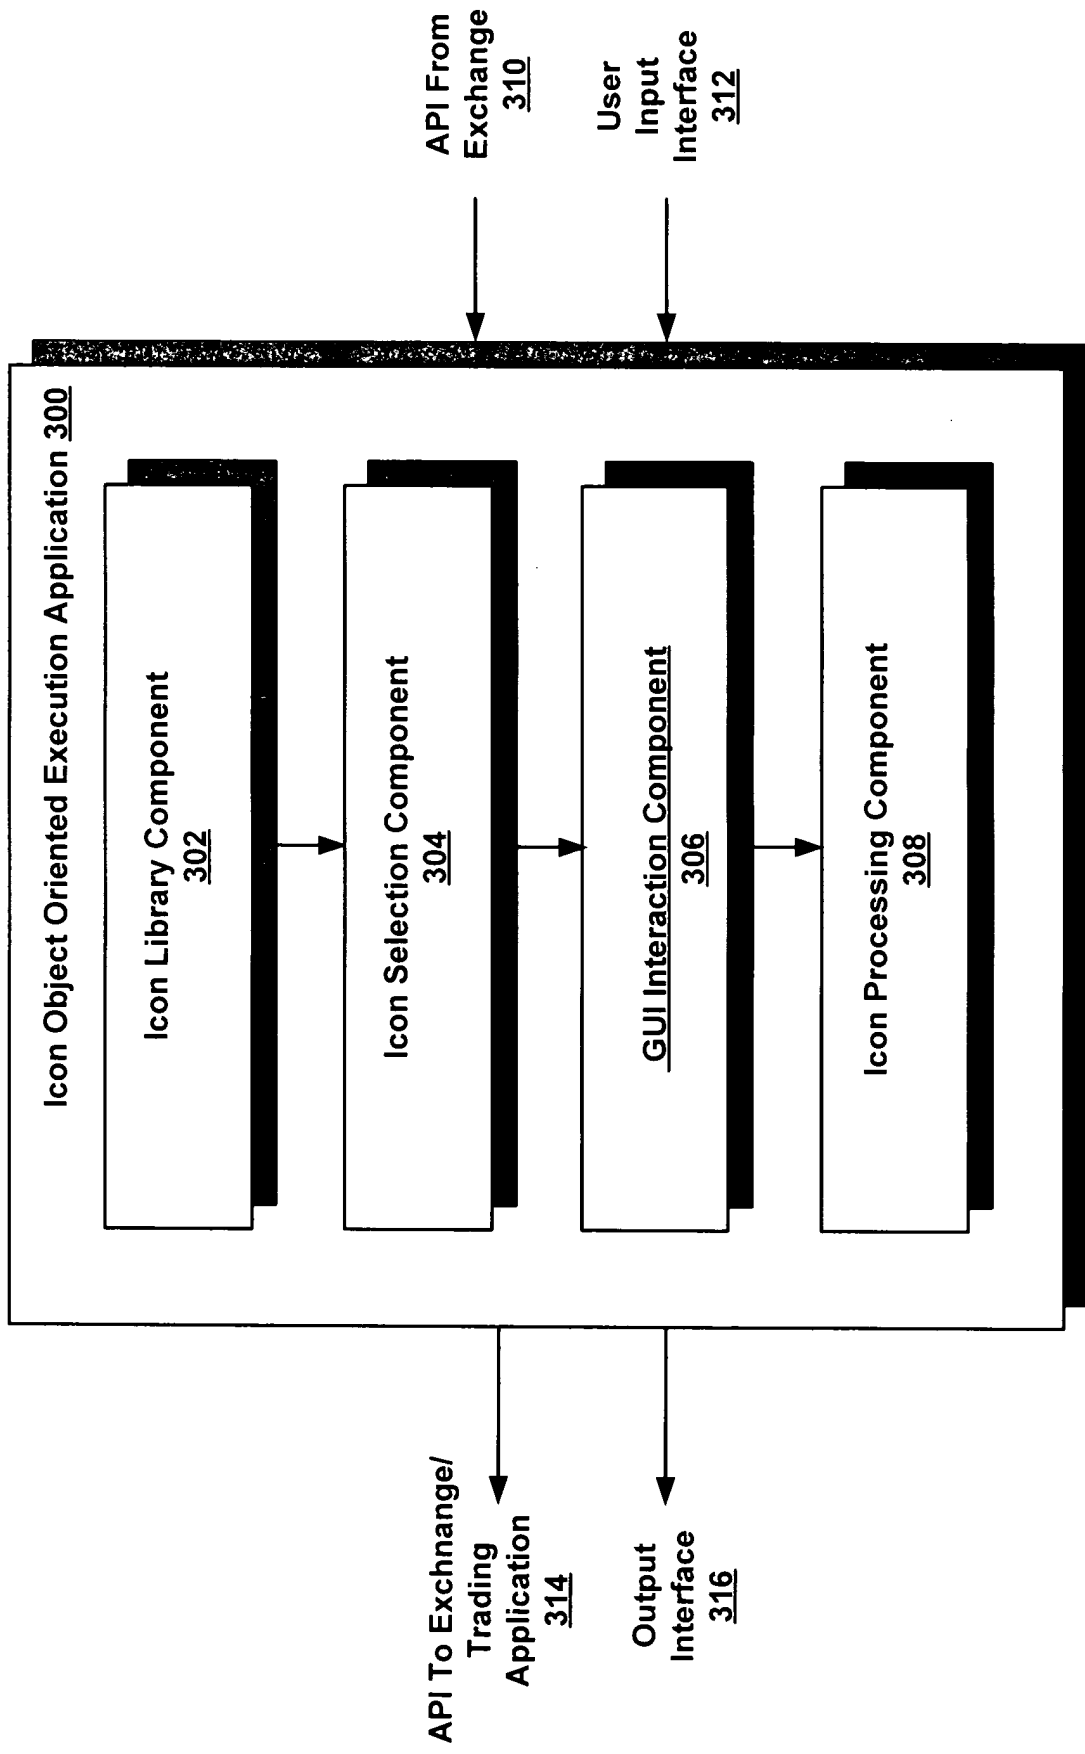 Icon Object Oriented Execution Application 300
Icon Library Component
302
Icon Selection Component
304
GUI Interaction Component
306
Icon Processing Component
308
API From
Exchange
310
User
Input
Interface
312
API To Exchnange/
Trading
Application
314
Output
Interface
316